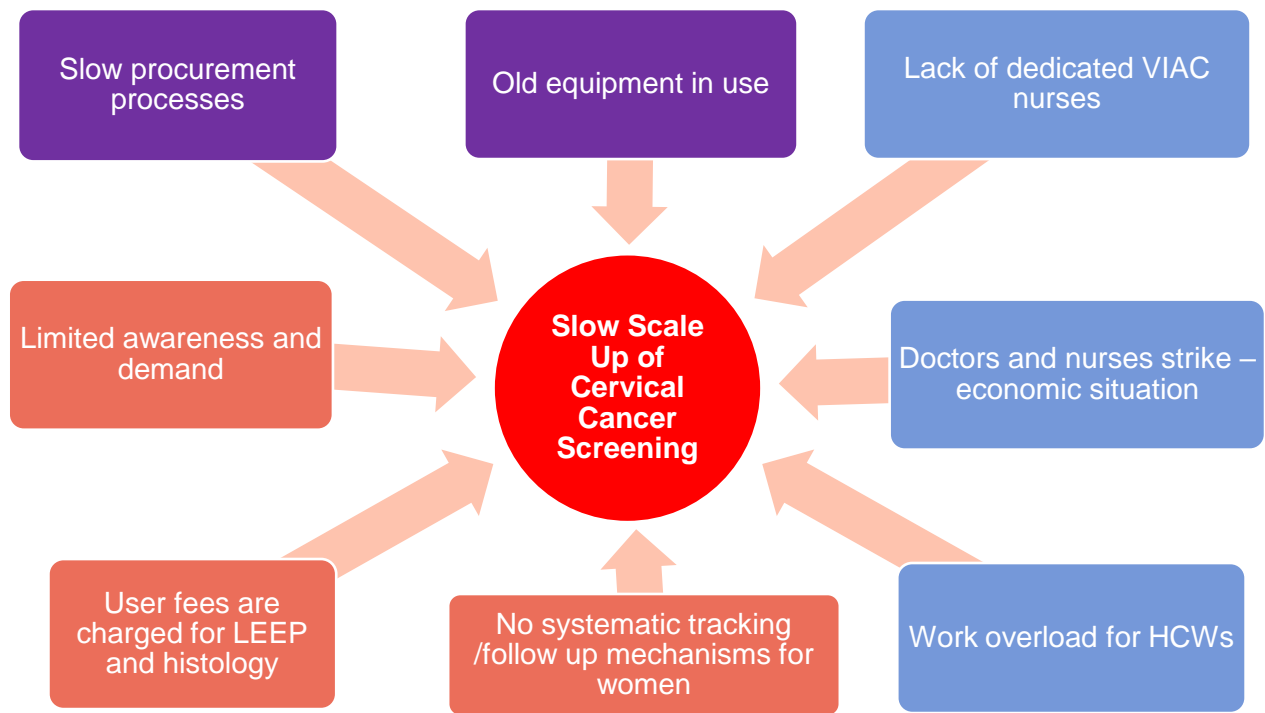 Slow procurement
processes
Old equipment in use
Lack of dedicated VIAC
nurses
Limited awareness and
demand
Slow Scale
Up of
Cervical
Cancer
Screening
Doctors and nurses strike –
economic situation
User fees are
charged for LEEP
and histology
No systematic tracking
/follow up mechanisms for
women
Work overload for HCWs